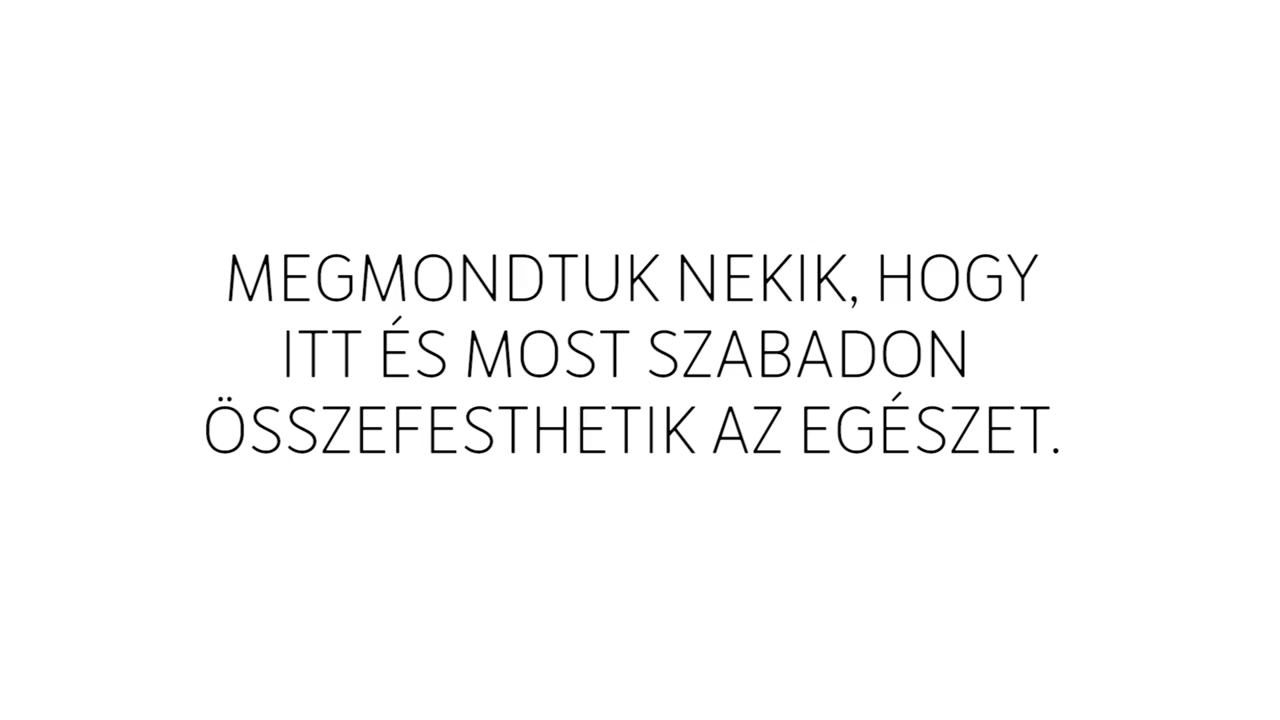 MEGMONDTUK NEKIK, HOGY
ITT ÉS MOST SZABADON
ÖSSZEFESTHETIK AZ EGÉSZET.